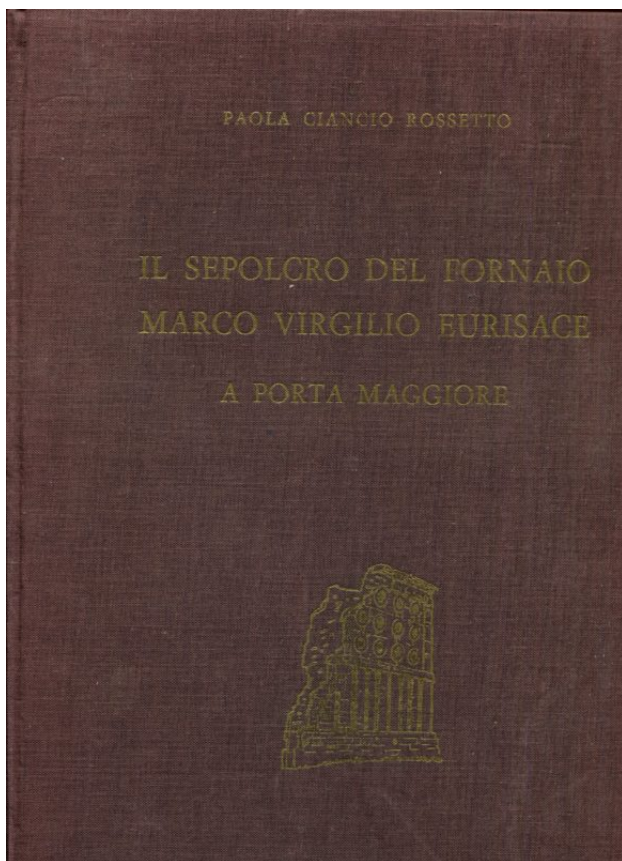 PAOLA CIANCIO ROSSETTO
IL SEPOLCRO DEL FORNAIO
MARCO VIRGILIO EURISACE
A PORTA MAGGIORE